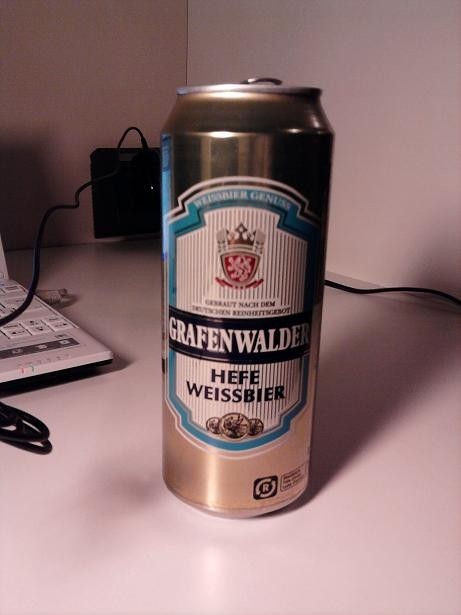 WEISSBIER GENUSS
GEBRAUT NACH DEM
DEUTSCHEN REINHEITSGEBOT
GRAFENWALDER
HEFE
WEISSBIER
R